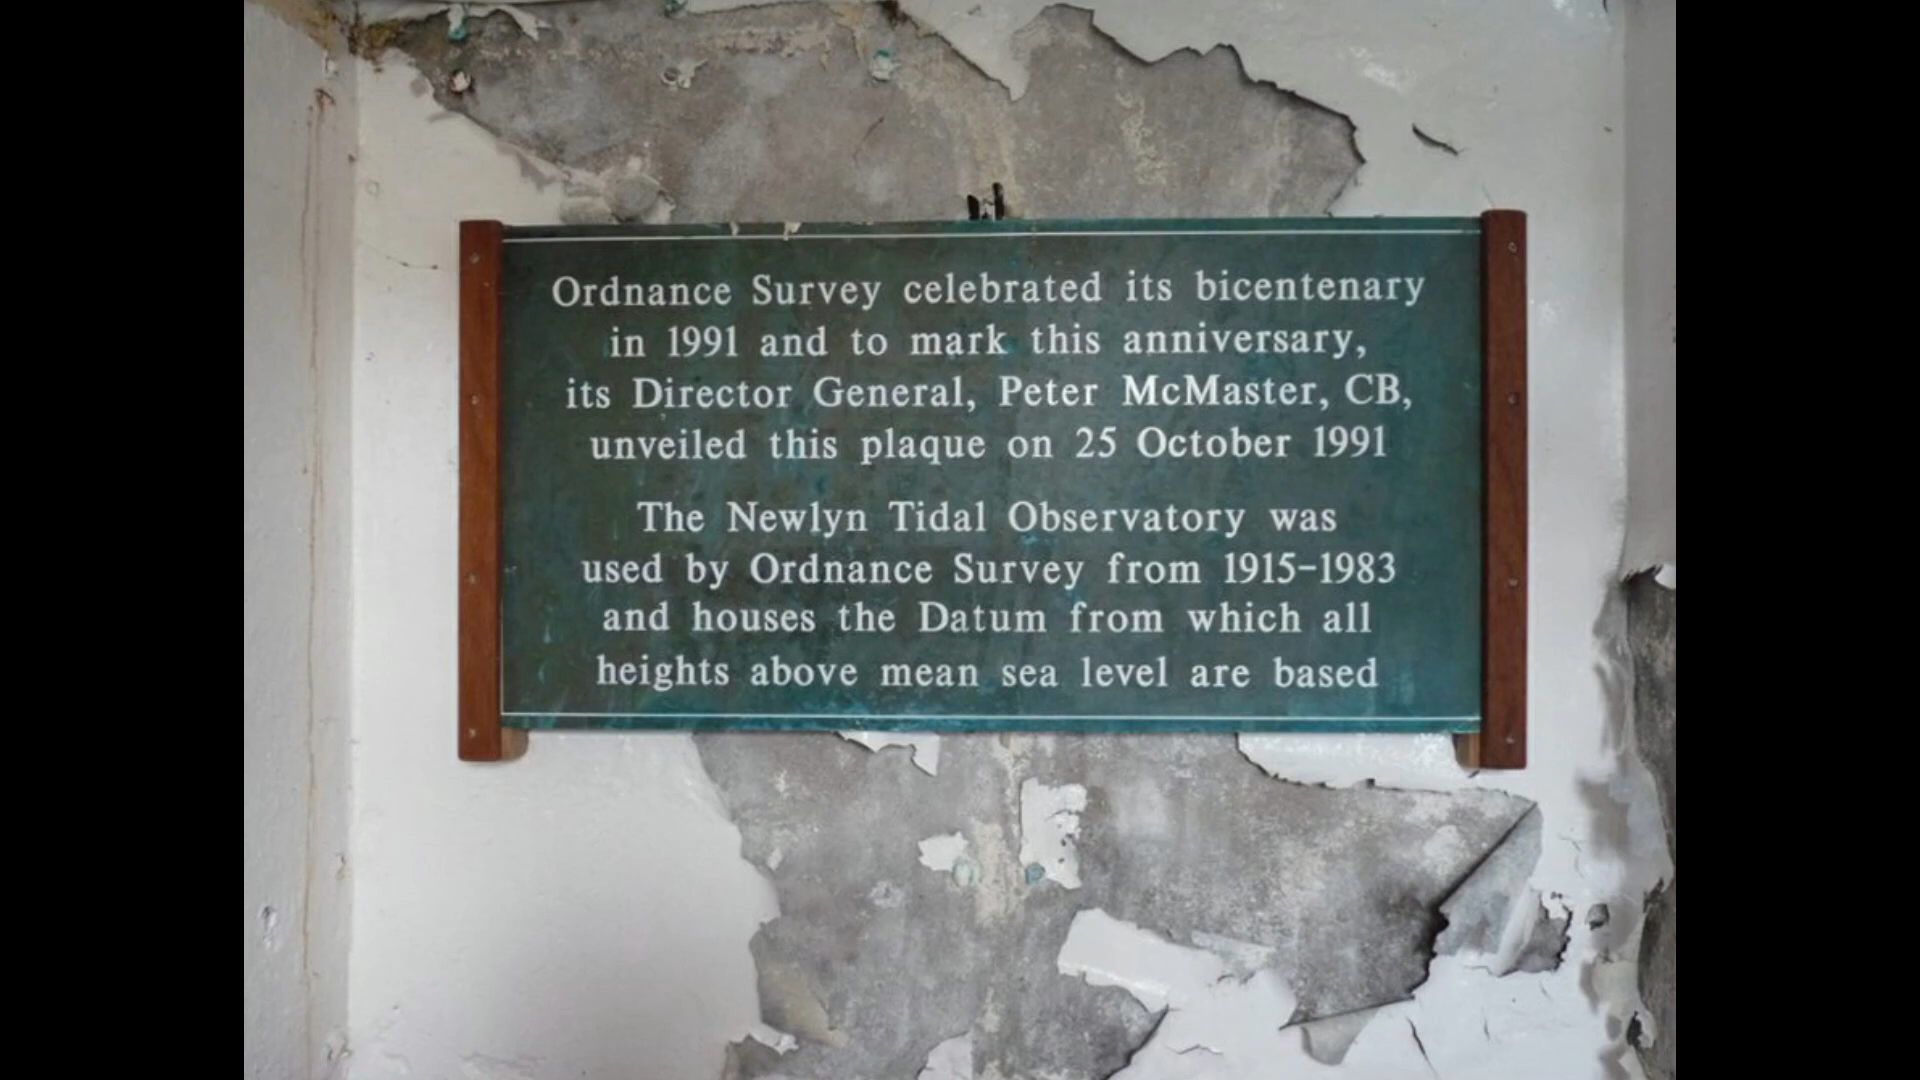 Ordnance Survey celebrated its bicentenary
in 1991 and to mark this anniversary,
its Director General, Peter McMaster, CB,
unveiled this plaque on 25 October 1991
The Newlyn Tidal Observatory was
used by Ordnance Survey from 1915–1983
and houses the Datum from which all
heights above mean sea level are based